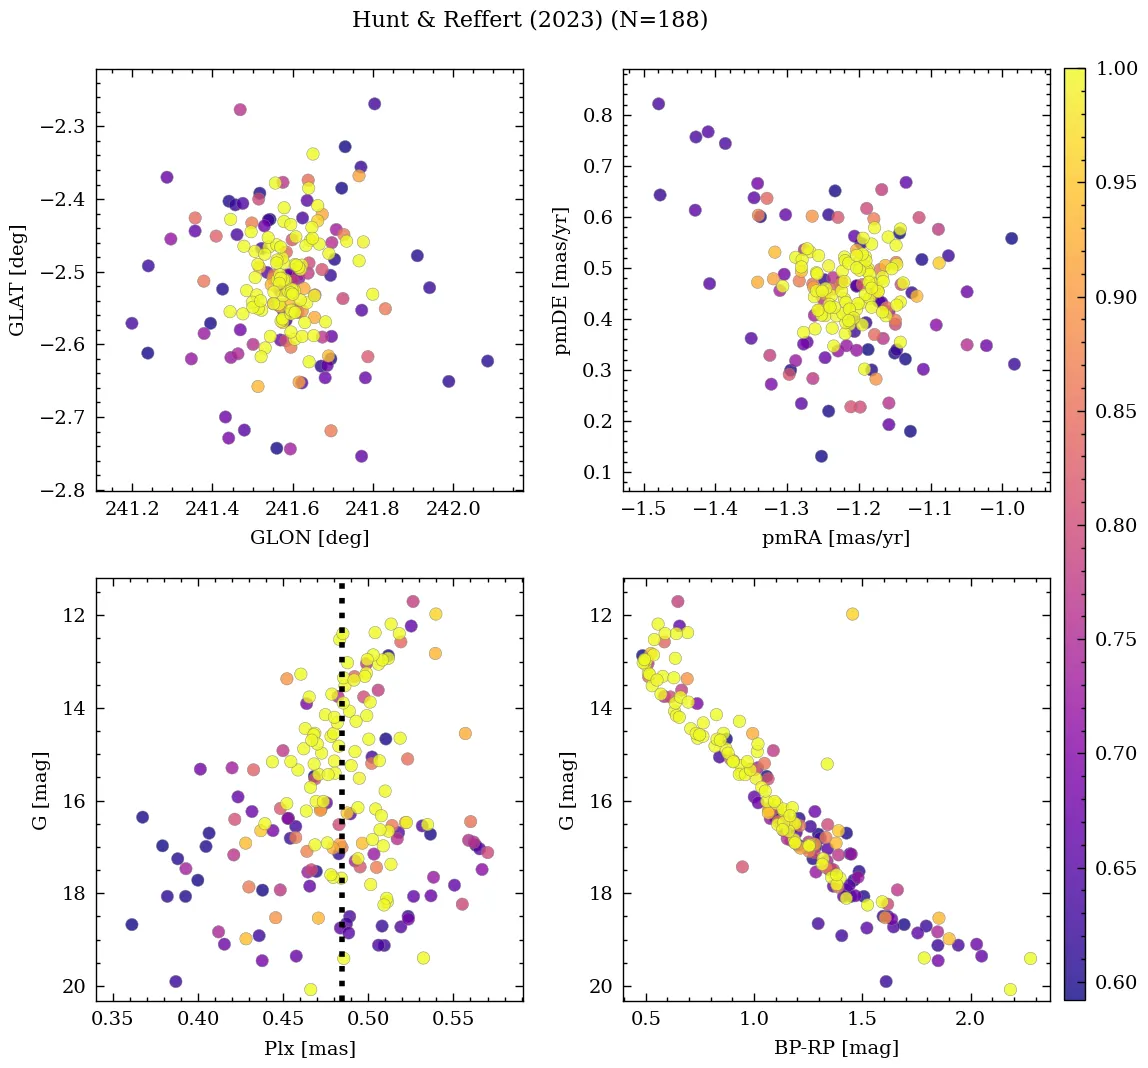 Hunt & Reffert (2023) (N=188)
−2.3
−2.4
−2.5
−2.6
−2.7
−2.8
GLAT [deg]
241.2 241.4 241.6 241.8 242.0
GLON [deg]
0.8
0.7
0.6
0.5
0.4
0.3
0.2
0.1
pmDE [mas/yr]
−1.5 −1.4 −1.3 −1.2 −1.1 −1.0
pmRA [mas/yr]
12
14
16
18
20
G [mag]
0.35 0.40 0.45 0.50 0.55
Plx [mas]
12
14
16
18
20
G [mag]
0.5 1.0 1.5 2.0
BP-RP [mag]
1.00
0.95
0.90
0.85
0.80
0.75
0.70
0.65
0.60